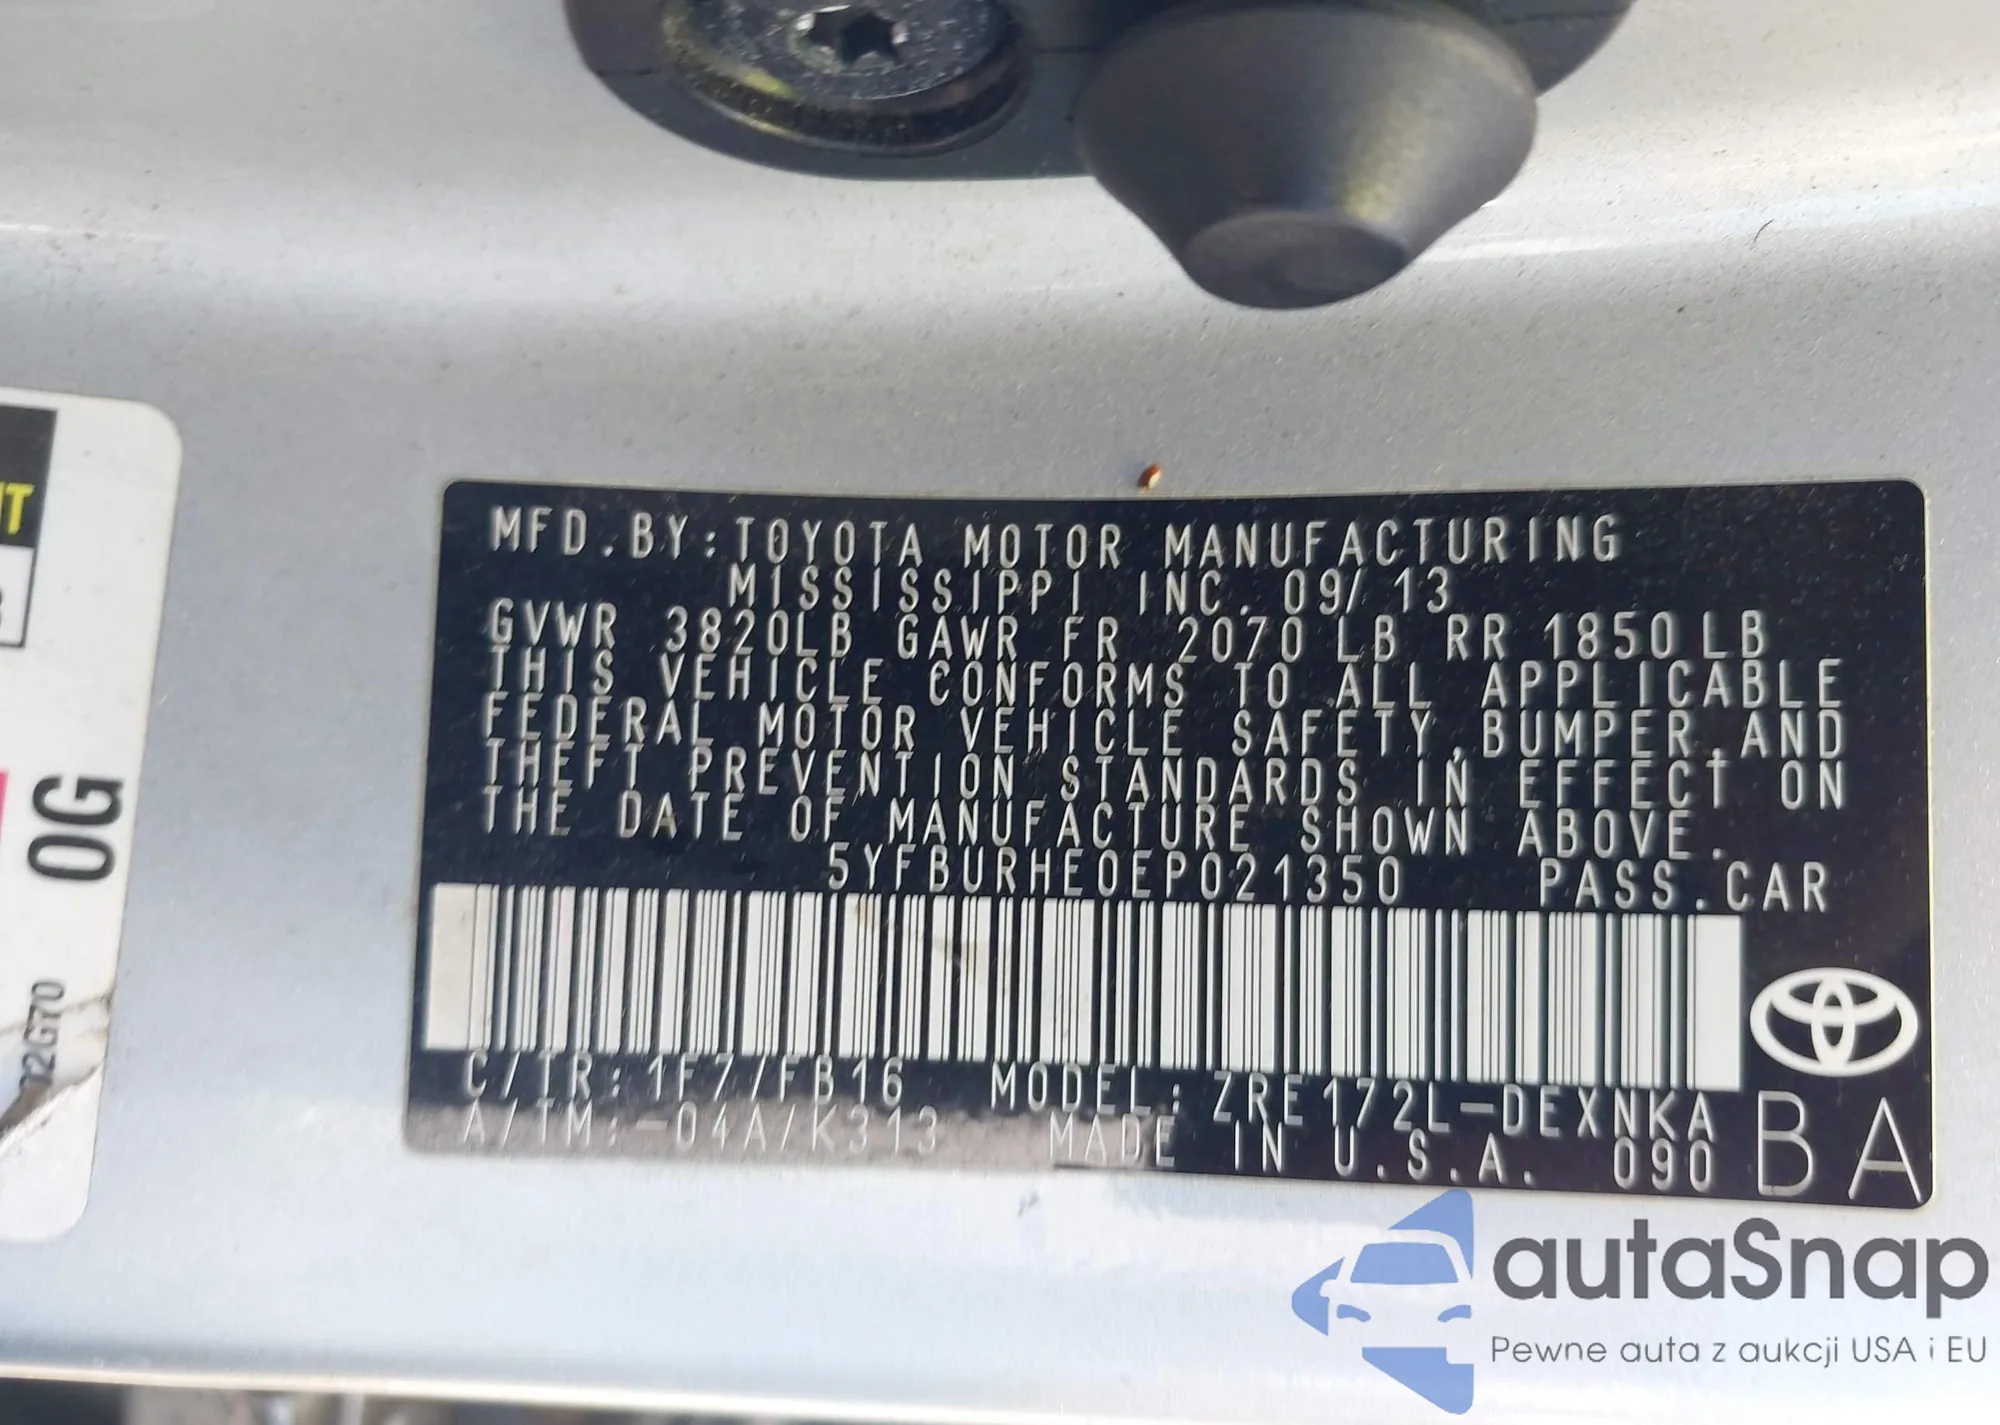 MFD.BY:TOYOTA MOTOR MANUFACTURING
MISSISSIPPI INC. 09/13
GVWR 3820LB GAWR FR 2070 LB RR 1850 LB
THIS VEHICLE CONFORMS TO ALL APPLICABLE
FEDERAL MOTOR VEHICLE SAFETY,BUMPER,AND
THEFT PREVENTION STANDARDS IN EFFECT ON
THE DATE OF MANUFACTURE SHOWN ABOVE.
5YFBURHE0EP021350 PASS.CAR
C/TR:1F7/FB16 MODEL:ZRE172L-DEXNKA
A/TM:-04A/K313 MADE IN U.S.A. 090
BA
0G
02G70
autoSnap
Pewne auta z aukcji USA i EU